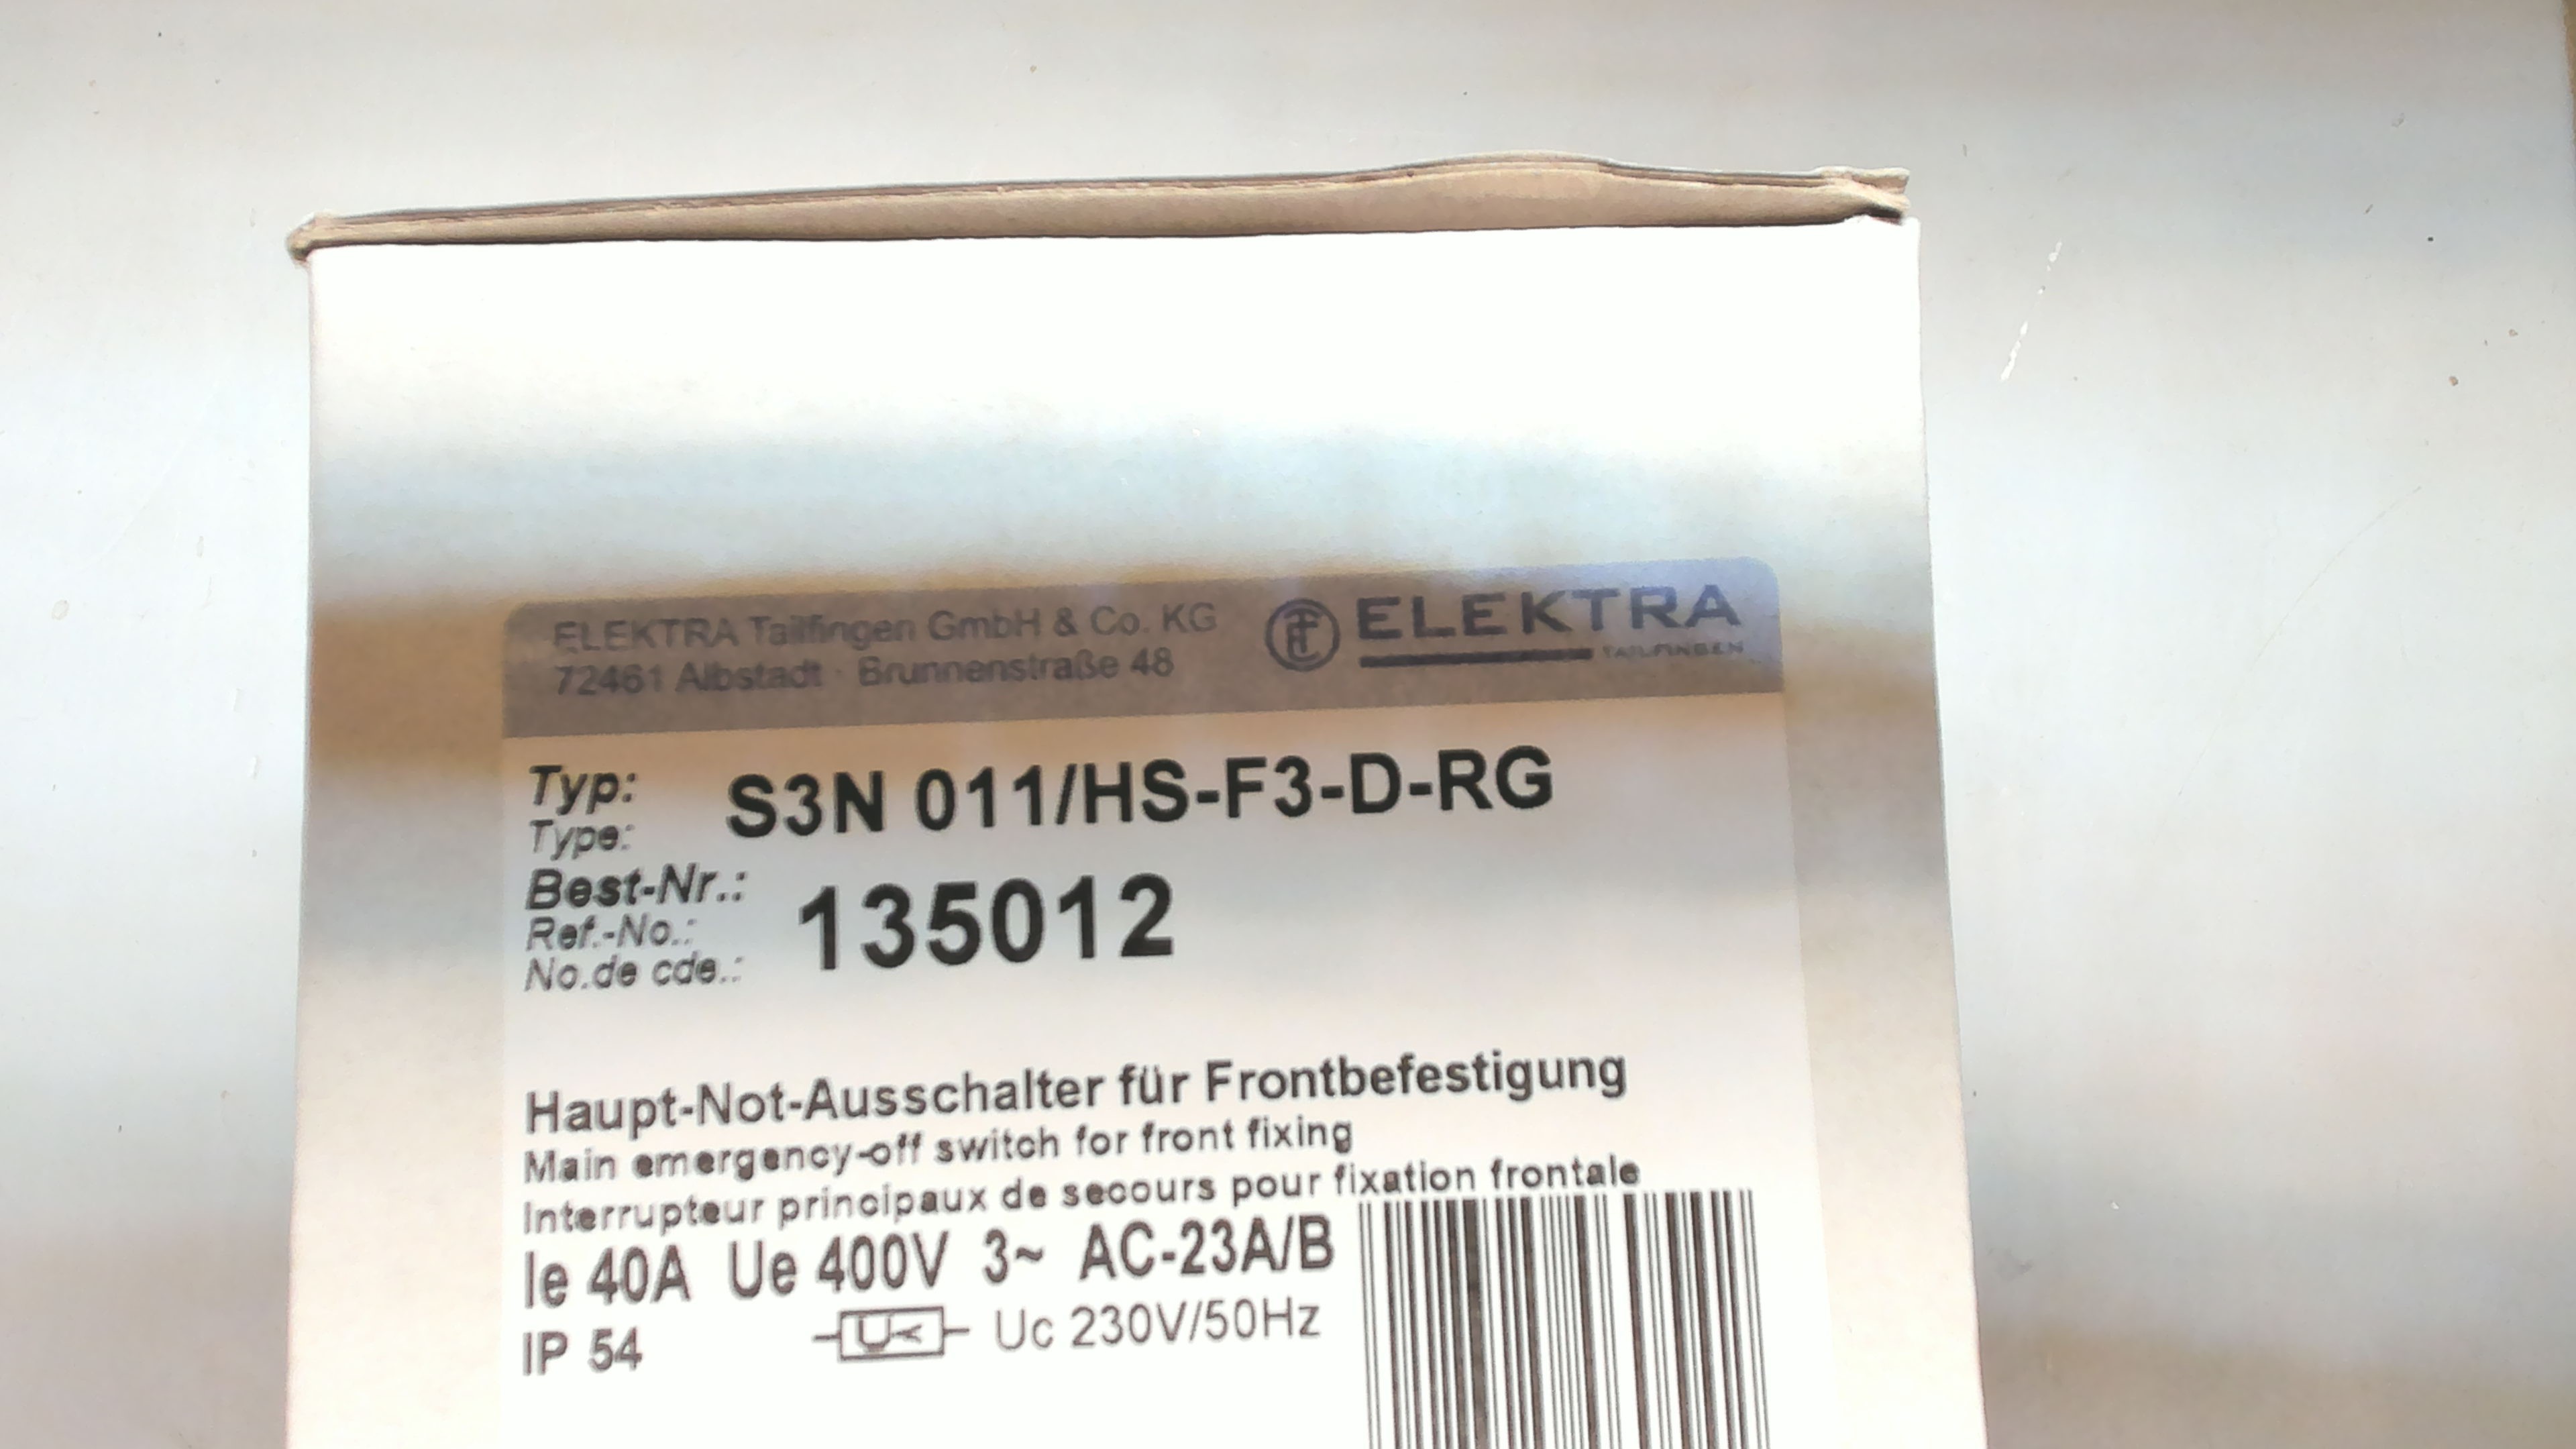 ELEKTRA Tailfingen GmbH & Co. KG
72461 Albstadt · Brunnenstraße 48
ELEKTRA
TAILFINGEN
Typ: S3N 011/HS-F3-D-RG
Type:
Best-Nr.: 135012
Ref.-No.:
No.de cde.:
Haupt-Not-Ausschalter für Frontbefestigung
Main emergency-off switch for front fixing
Interrupteur principaux de secours pour fixation frontale
Ie 40A Ue 400V 3~ AC-23A/B
IP 54 U< Uc 230V/50Hz